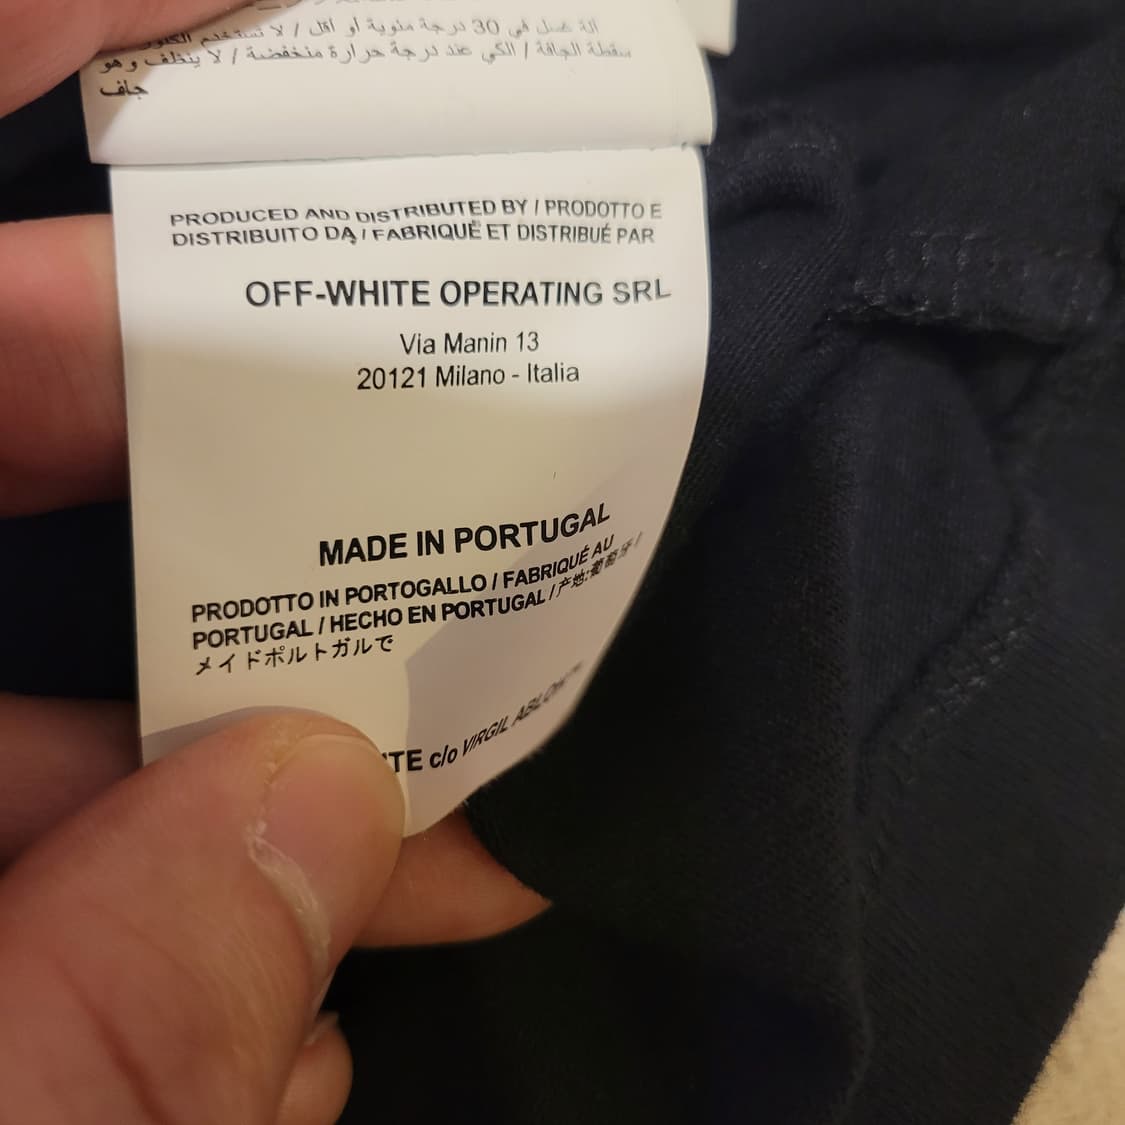 آلة غسل في 30 درجة مئوية أو أقل / لا تستخدم
سقطة الجافة / الكي عند درجة حرارة منخفضة / لا ينظف وهو
جاف
PRODUCED AND DISTRIBUTED BY / PRODOTTO E
DISTRIBUITO DA / FABRIQUÉ ET DISTRIBUÉ PAR
OFF-WHITE OPERATING SRL
Via Manin 13
20121 Milano - Italia
MADE IN PORTUGAL
PRODOTTO IN PORTOGALLO / FABRIQUÉ AU
PORTUGAL / HECHO EN PORTUGAL / 产地:葡萄牙 /
メイドポルトガルで
TE c/o VIRGIL ABLOH™